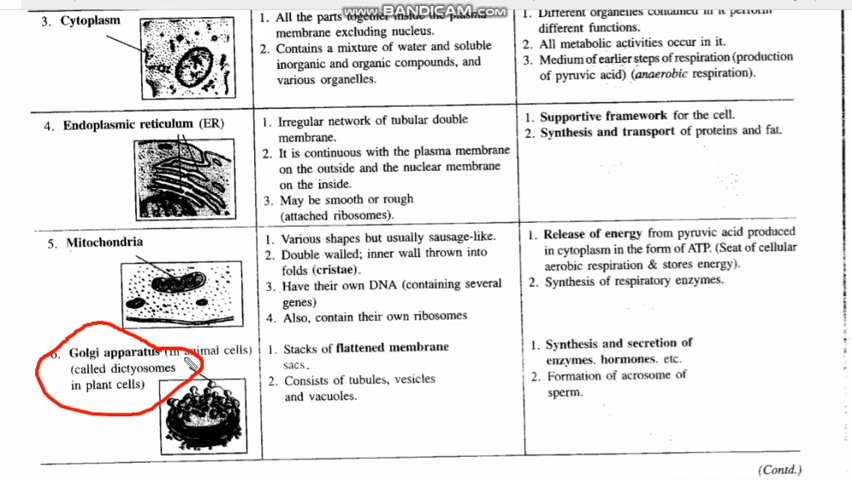 www.BANDICAM.com
3. Cytoplasm
1. All the parts together inside the plasma
membrane excluding nucleus.
2. Contains a mixture of water and soluble
inorganic and organic compounds, and
various organelles.
1. Different organelles contained in it perform
different functions.
2. All metabolic activities occur in it.
3. Medium of earlier steps of respiration (production
of pyruvic acid) (anaerobic respiration).
4. Endoplasmic reticulum (ER)
1. Irregular network of tubular double
membrane.
2. It is continuous with the plasma membrane
on the outside and the nuclear membrane
on the inside.
3. May be smooth or rough
(attached ribosomes).
1. Supportive framework for the cell.
2. Synthesis and transport of proteins and fat.
5. Mitochondria
1. Various shapes but usually sausage-like.
2. Double walled; inner wall thrown into
folds (cristae).
3. Have their own DNA (containing several
genes)
4. Also, contain their own ribosomes
1. Release of energy from pyruvic acid produced
in cytoplasm in the form of ATP. (Seat of cellular
aerobic respiration & stores energy).
2. Synthesis of respiratory enzymes.
6. Golgi apparatus (in animal cells)
(called dictyosomes
in plant cells)
1. Stacks of flattened membrane
sacs.
2. Consists of tubules, vesicles
and vacuoles.
1. Synthesis and secretion of
enzymes, hormones, etc.
2. Formation of acrosome of
sperm.
(Contd.)